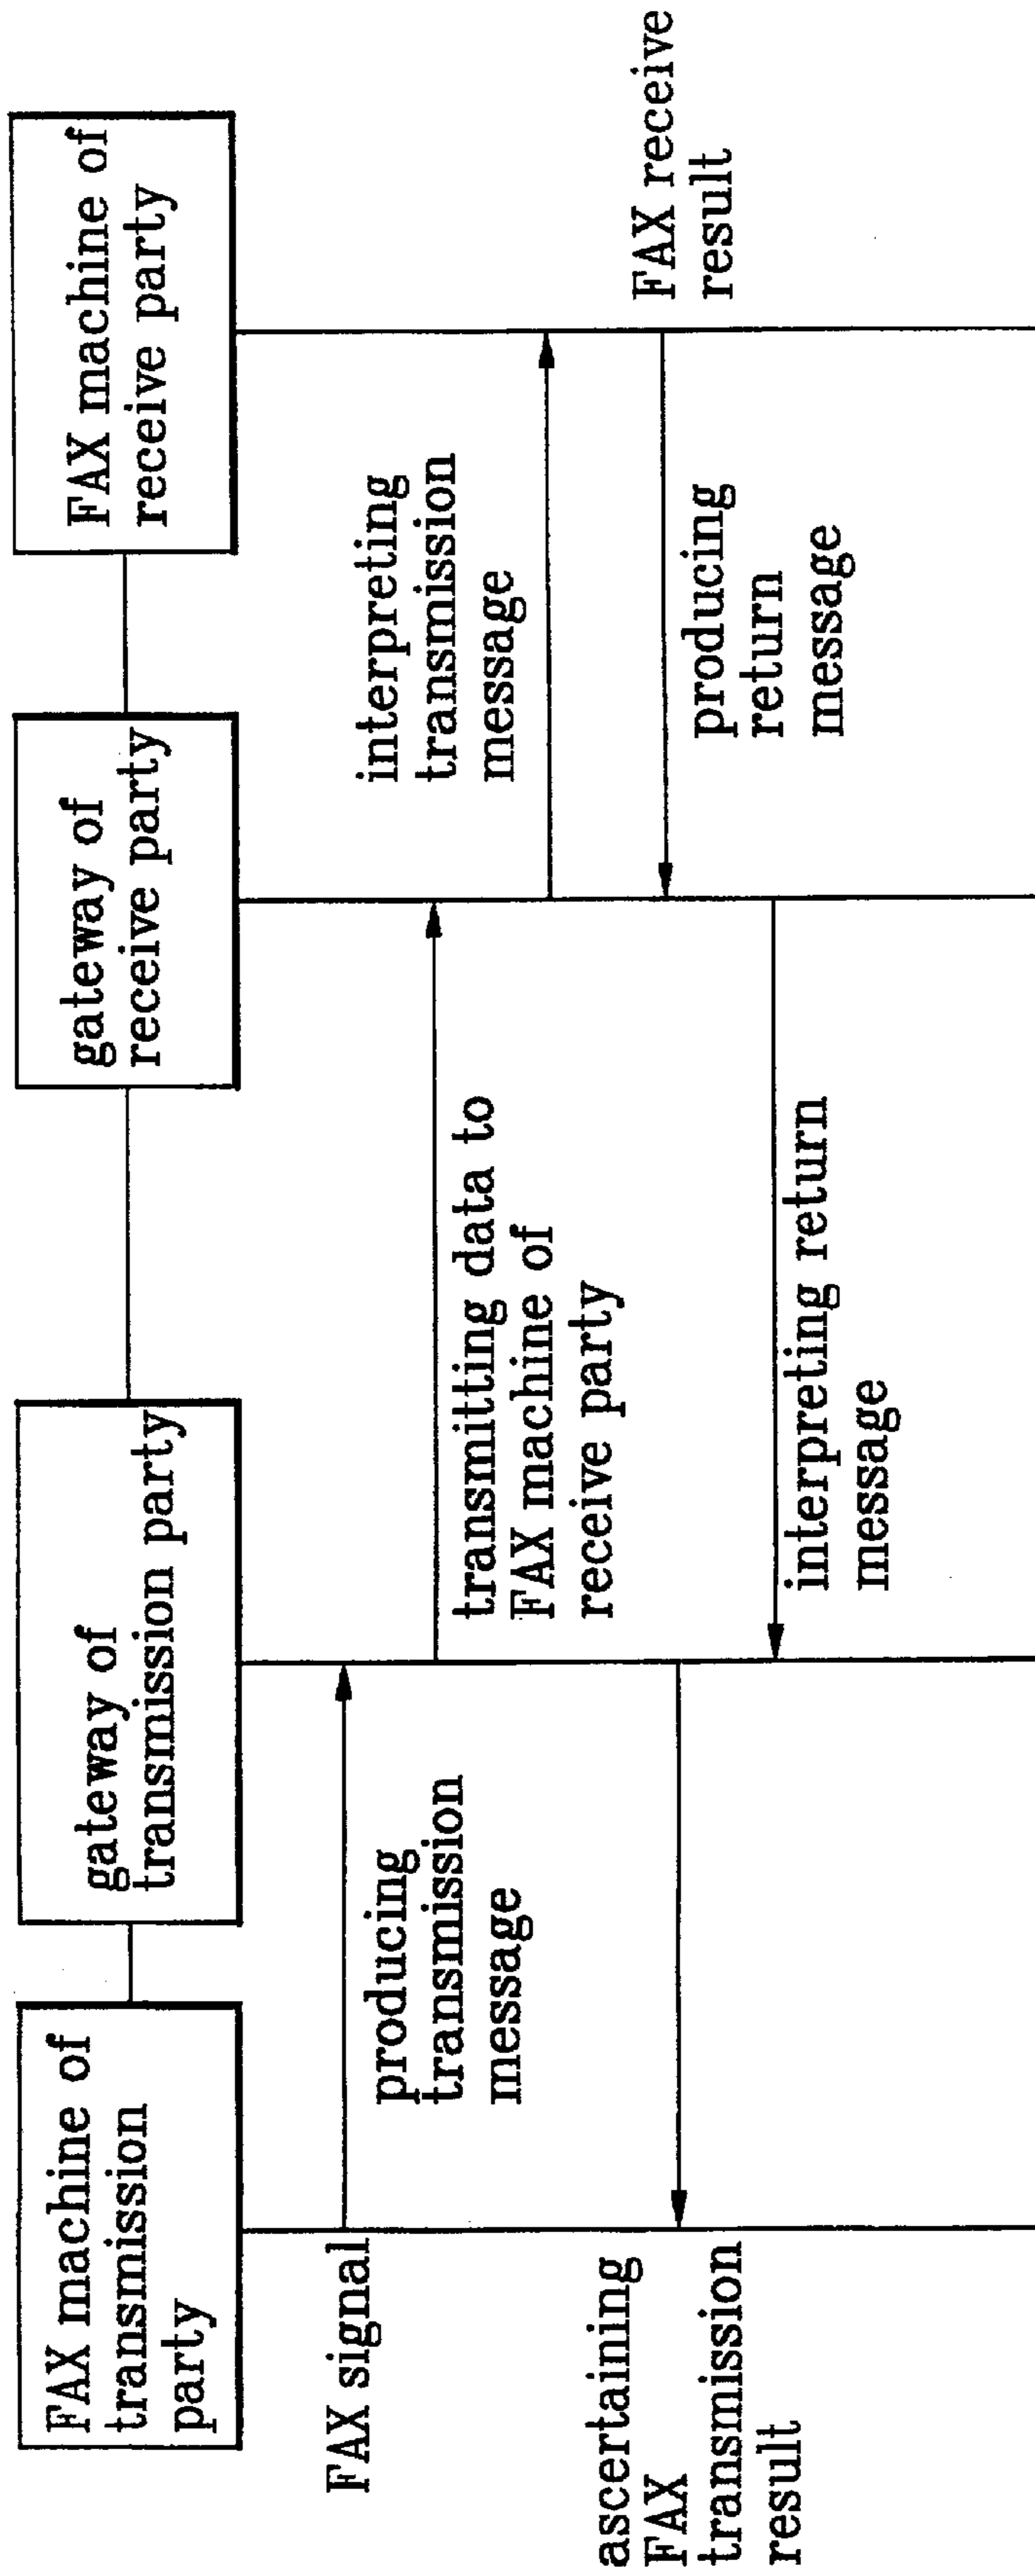 FAX machine of
transmission
party
gateway of
transmission party
gateway of
receive party
FAX machine of
receive party
FAX signal
producing
transmission
message
transmitting data to
FAX machine of
receive party
interpreting
transmission
message
FAX receive
result
producing
return
message
interpreting return
message
ascertaining
FAX
transmission
result